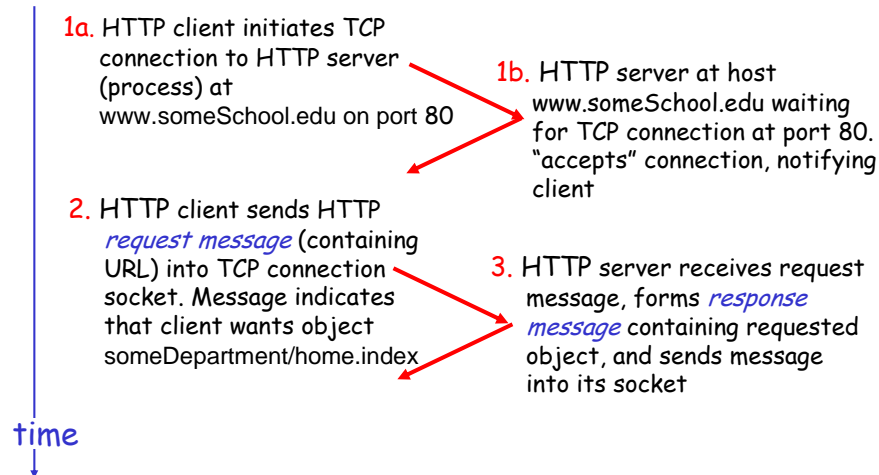 1a. HTTP client initiates TCP
connection to HTTP server
(process) at
www.someSchool.edu on port 80
1b. HTTP server at host
www.someSchool.edu waiting
for TCP connection at port 80.
“accepts” connection, notifying
client
2. HTTP client sends HTTP
request message (containing
URL) into TCP connection
socket. Message indicates
that client wants object
someDepartment/home.index
3. HTTP server receives request
message, forms response
message containing requested
object, and sends message
into its socket
time